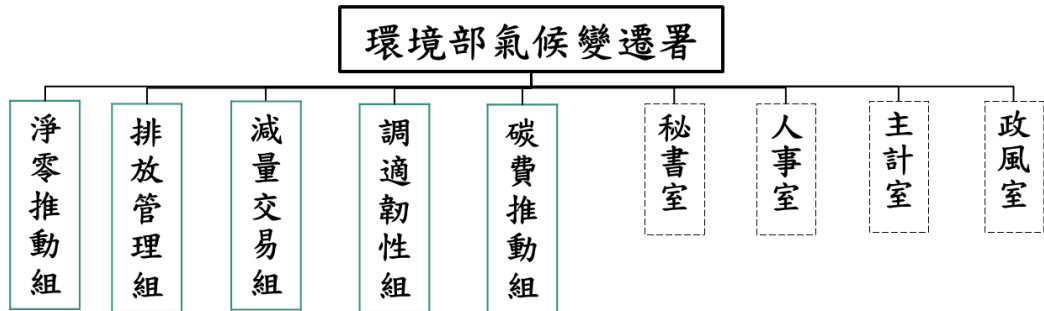 環境部氣候變遷署
淨零推動組
排放管理組
減量交易組
調適韌性組
碳費推動組
秘書室
人事室
主計室
政風室